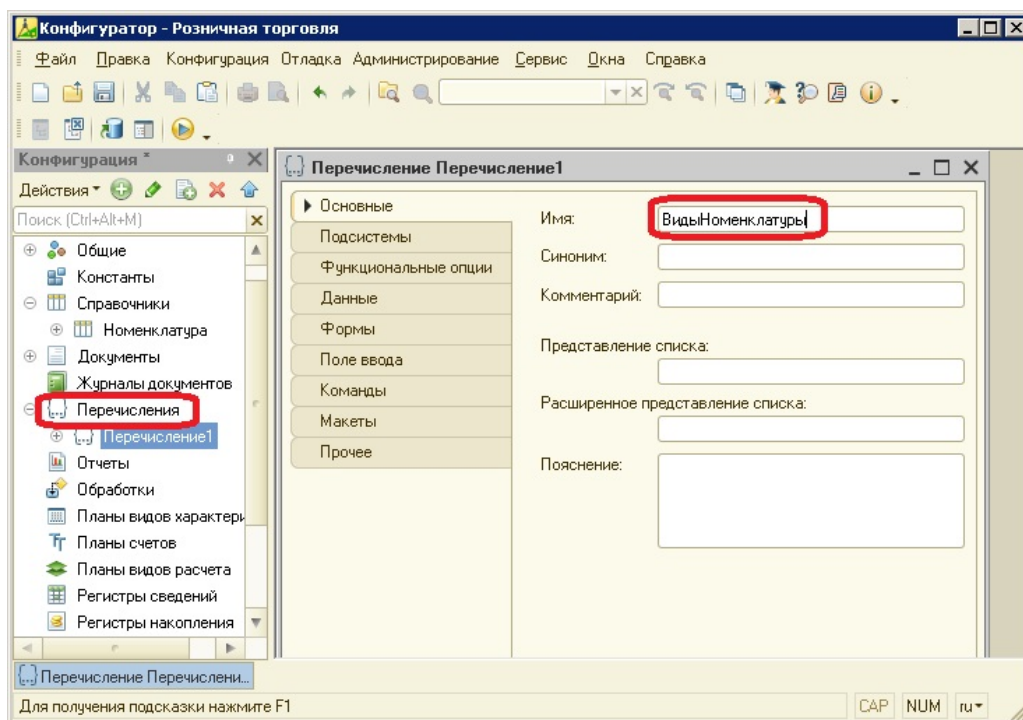 Конфигуратор - Розничная торговля
Файл Правка Конфигурация Отладка Администрирование Сервис Окна Справка
Конфигурация *
Действия
Поиск (Ctrl+Alt+M)
Общие
Константы
Справочники
Номенклатура
Документы
Журналы документов
Перечисления
Перечисление1
Отчеты
Обработки
Планы видов характери
Планы счетов
Планы видов расчета
Регистры сведений
Регистры накопления
{...} Перечисление Перечисление1
Основные
Подсистемы
Функциональные опции
Данные
Формы
Поле ввода
Команды
Макеты
Прочее
Имя: ВидыНоменклатуры
Синоним:
Комментарий:
Представление списка:
Расширенное представление списка:
Пояснение:
{...} Перечисление Перечислени...
Для получения подсказки нажмите F1
CAP NUM ru